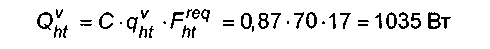 Q^v_ht = C · q^v_ht · F^req_ht = 0,87 · 70 · 17 = 1035 Вт